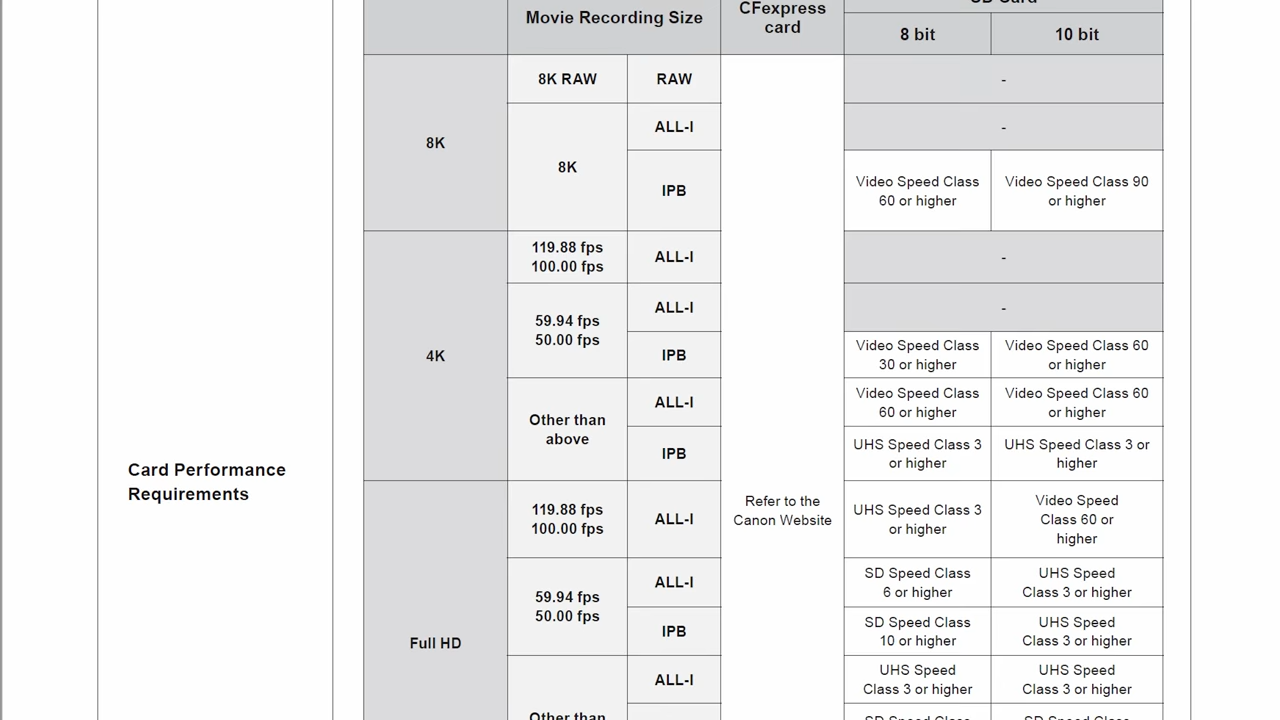 Movie Recording Size
CFexpress
card
SD Card
8 bit
10 bit
8K
8K RAW
RAW
-
8K
ALL-I
-
IPB
Video Speed Class
60 or higher
Video Speed Class 90
or higher
4K
119.88 fps
100.00 fps
ALL-I
-
59.94 fps
50.00 fps
ALL-I
-
IPB
Video Speed Class
30 or higher
Video Speed Class 60
or higher
Other than
above
ALL-I
Video Speed Class
60 or higher
Video Speed Class 60
or higher
IPB
UHS Speed Class 3
or higher
UHS Speed Class 3 or
higher
Card Performance
Requirements
Refer to the
Canon Website
Full HD
119.88 fps
100.00 fps
ALL-I
UHS Speed Class 3
or higher
Video Speed
Class 60 or
higher
59.94 fps
50.00 fps
ALL-I
SD Speed Class
6 or higher
UHS Speed
Class 3 or higher
IPB
SD Speed Class
10 or higher
UHS Speed
Class 3 or higher
Other than
ALL-I
UHS Speed
Class 3 or higher
UHS Speed
Class 3 or higher
SD Speed Class
SD Speed Class